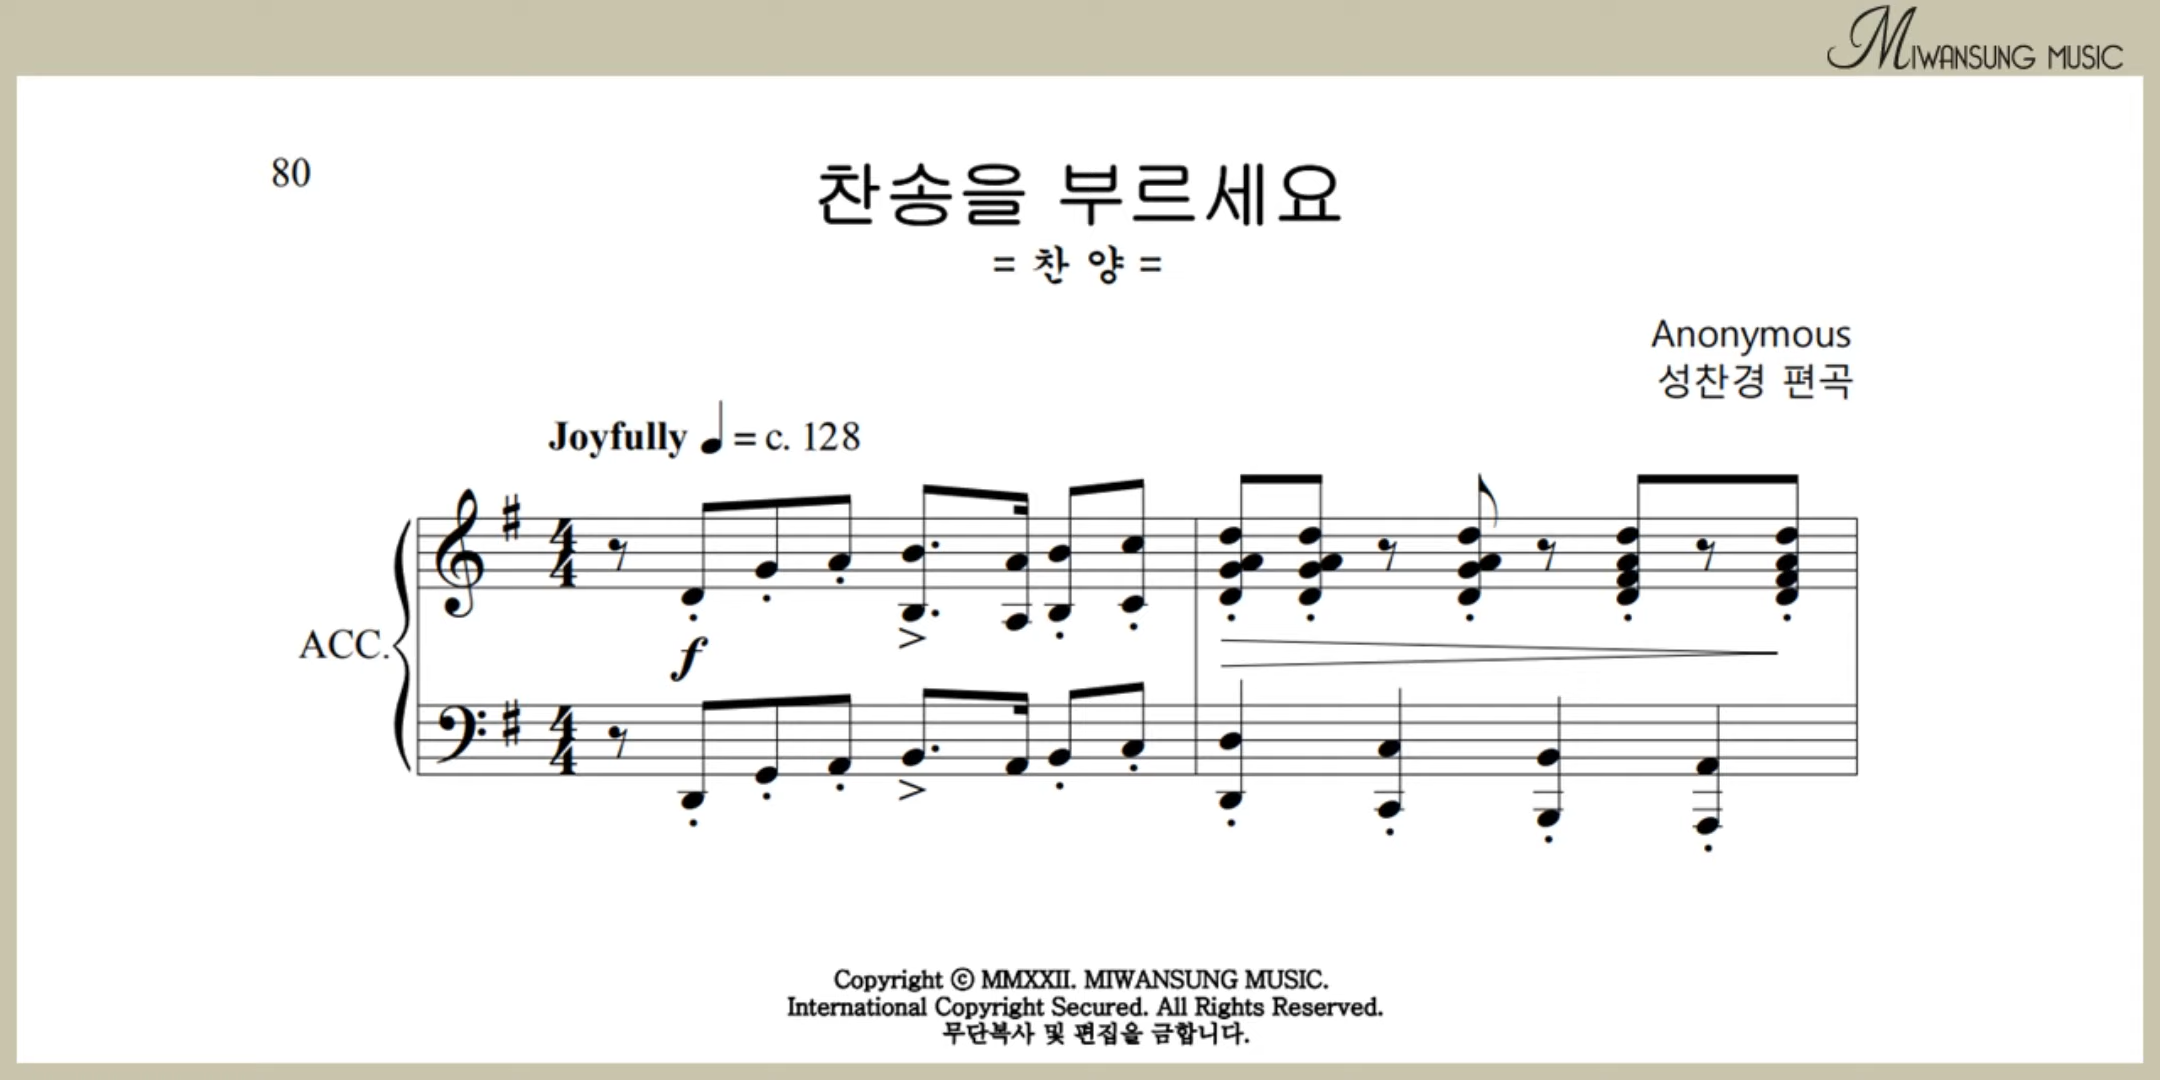 MIWANSUNG MUSIC
80
찬송을 부르세요
= 찬 양 =
Anonymous
성찬경 편곡
Joyfully ♩ = c. 128
ACC.
f
Copyright ⓒ MMXXII. MIWANSUNG MUSIC.
International Copyright Secured. All Rights Reserved.
무단복사 및 편집을 금합니다.